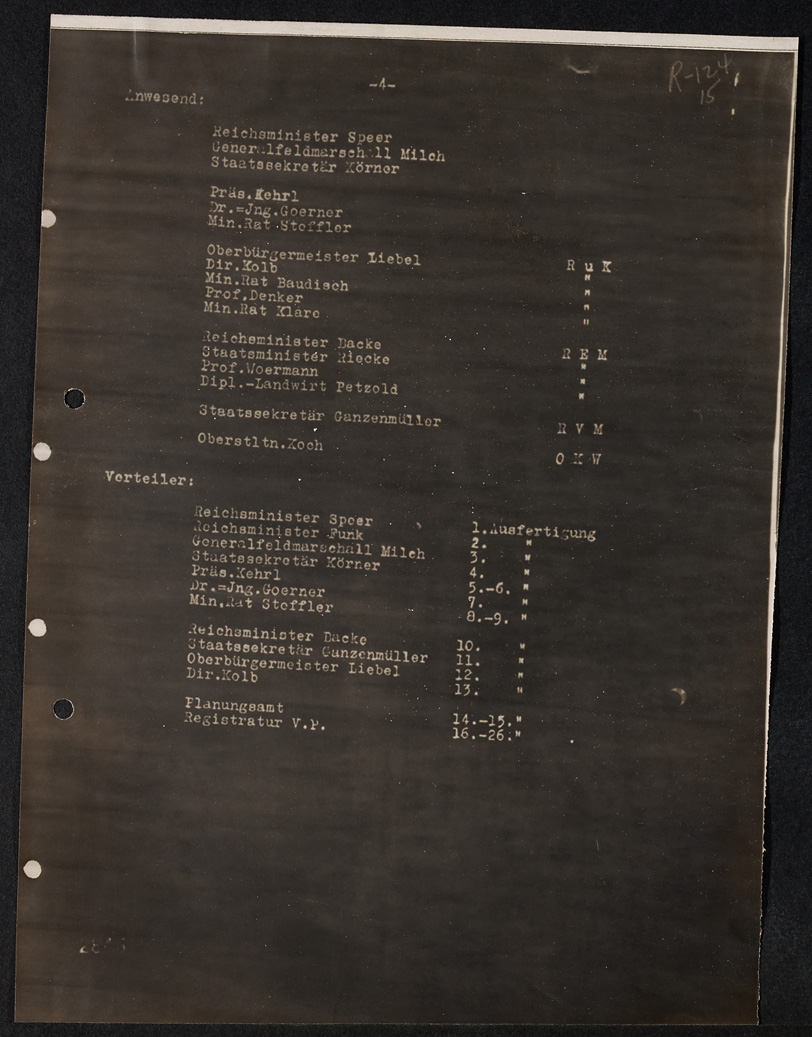 R-124
15
-4-
Anwesend:
Reichsminister Speer
Generalfeldmarschall Milch
Staatssekretär Körner
Präs.Kehrl
Dr.=Jng.Goerner
Min.Rat Steffler
Oberbürgermeister Liebel R u K
Dir.Kolb "
Min.Rat Baudisch "
Prof.Denker "
Min.Rat Kläre "
Reichsminister Backe R E M
Staatsminister Riecke "
Prof.Woermann "
Dipl.-Landwirt Petzold "
Staatssekretär Ganzenmüller R V M
Oberstltn.Koch O K W
Verteiler:
Reichsminister Speer 1.Ausfertigung
Reichsminister Funk 2. "
Generalfeldmarschall Milch 3. "
Staatssekretär Körner 4. "
Präs.Kehrl 5.-6. "
Dr.=Jng.Goerner 7. "
Min.Rat Steffler 8.-9. "
Reichsminister Backe 10. "
Staatssekretär Ganzenmüller 11. "
Oberbürgermeister Liebel 12. "
Dir.Kolb 13. "
Planungsamt 14.-15."
Registratur V.P. 16.-26."